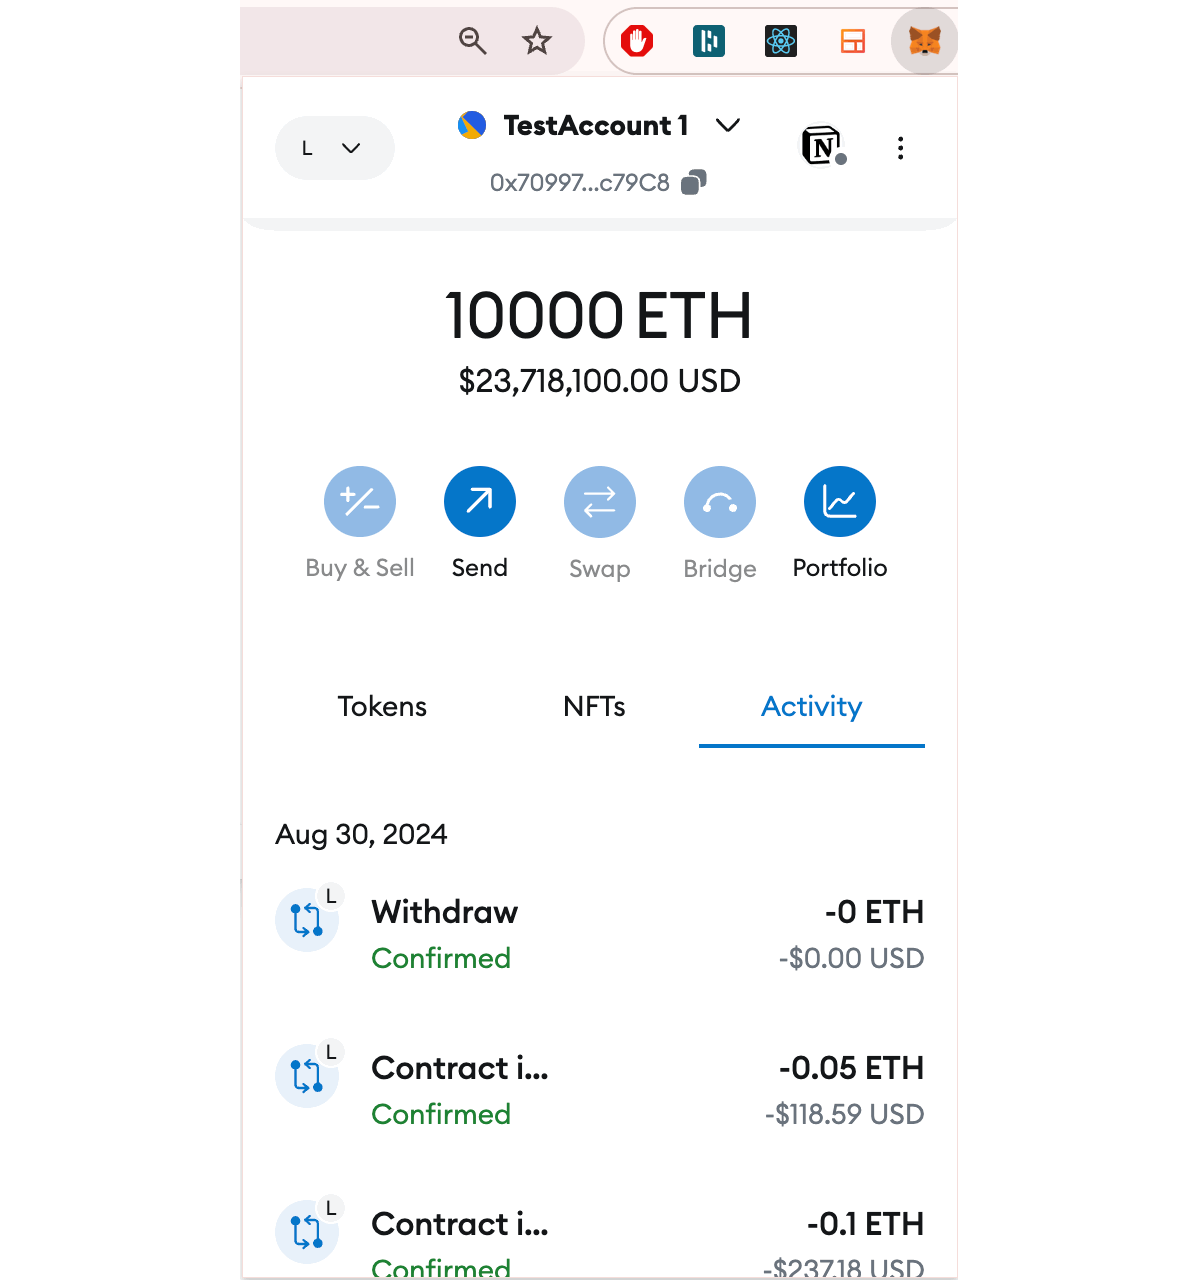 L
TestAccount 1
0x70997...c79C8
N
10000 ETH
$23,718,100.00 USD
Buy & Sell
Send
Swap
Bridge
Portfolio
Tokens
NFTs
Activity
Aug 30, 2024
L
Withdraw
-0 ETH
Confirmed
-$0.00 USD
L
Contract i...
-0.05 ETH
Confirmed
-$118.59 USD
L
Contract i...
-0.1 ETH
Confirmed
-$237.18 USD